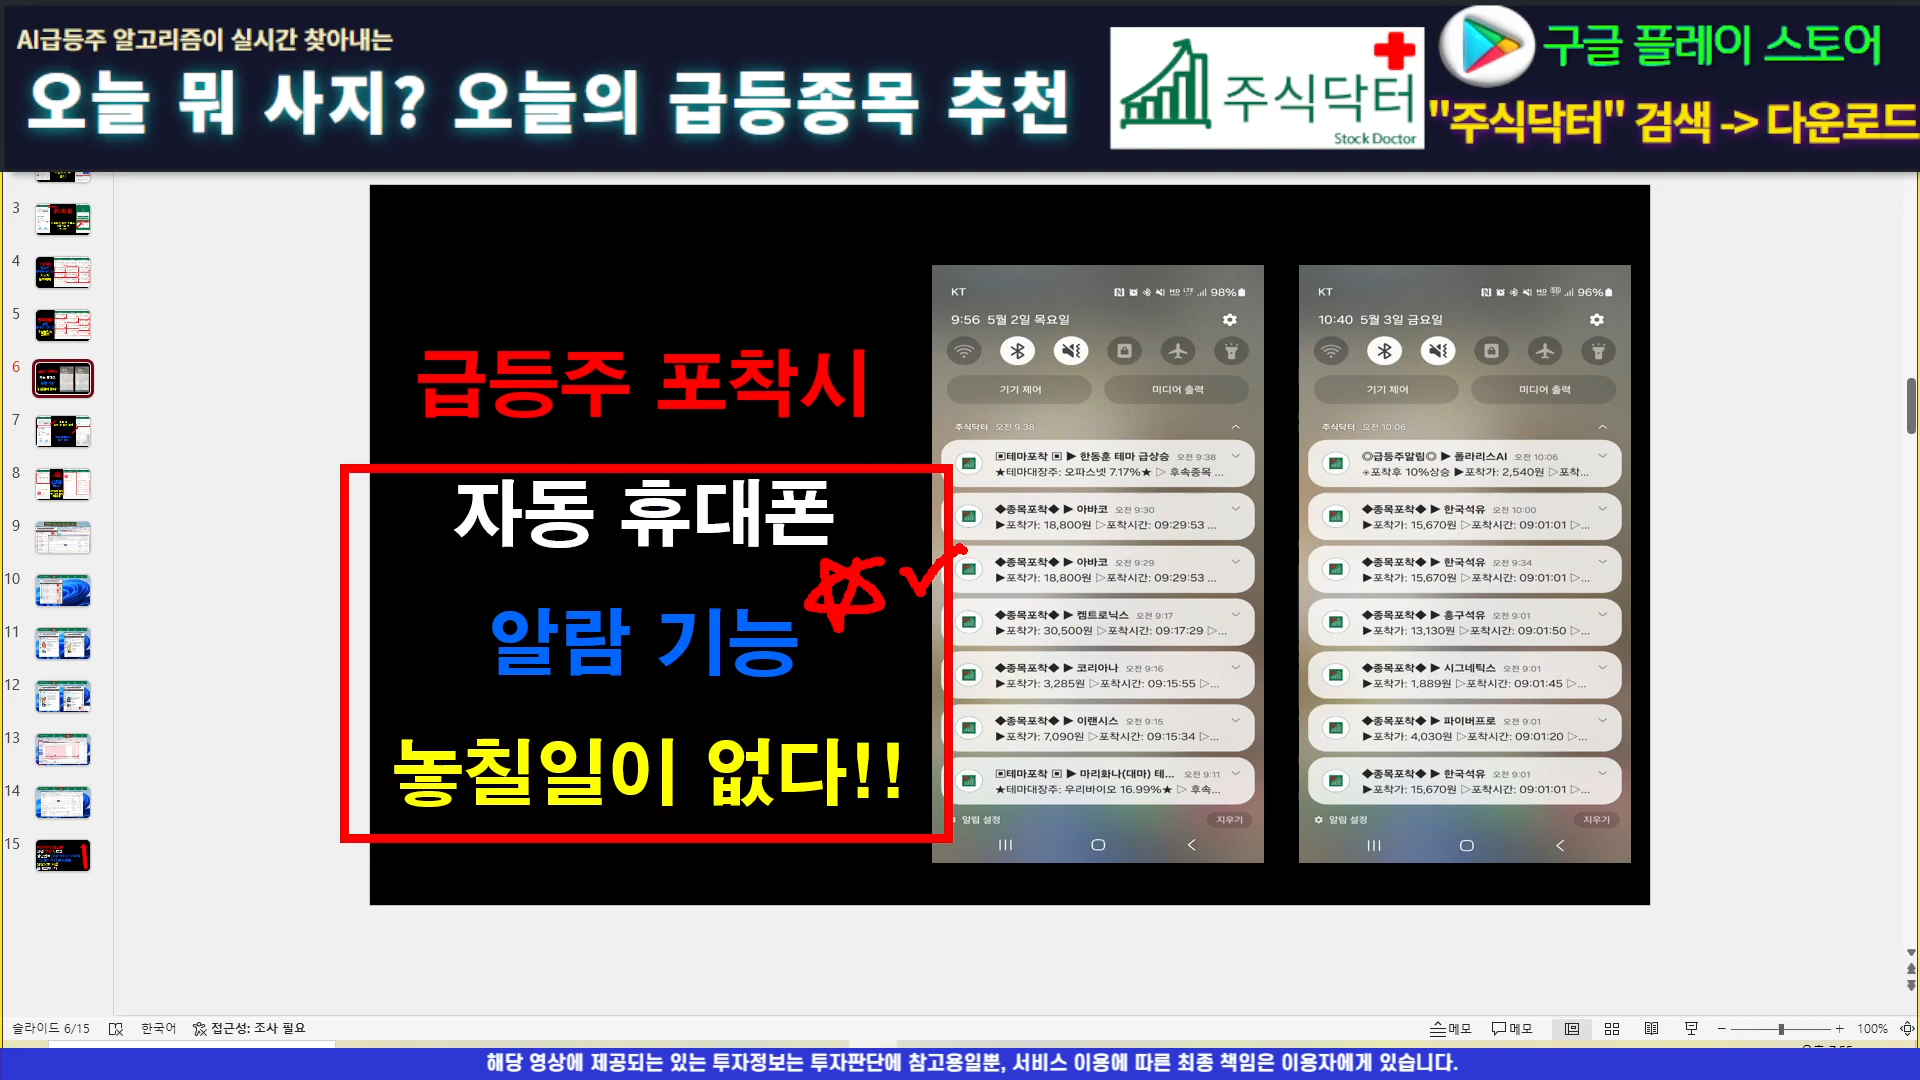 AI급등주 알고리즘이 실시간 찾아내는
오늘 뭐 사지? 오늘의 급등종목 추천
주식닥터
Stock Doctor
구글 플레이 스토어
"주식닥터" 검색 -> 다운로드
3
4
5
6
7
8
9
10
11
12
13
14
15
급등주 포착시
자동 휴대폰
알람 기능
놓칠일이 없다!!
KT
98%
9:56 5월 2일 목요일
기기 제어
미디어 출력
주식닥터 오전 9:38
▣테마포착 ▣ ▶ 한동훈 테마 급상승 오전 9:38
★테마대장주: 오파스넷 7.17%★ ▷ 후속종목 ...
◆종목포착◆ ▶ 아바코 오전 9:30
▶포착가: 18,800원 ▷포착시간: 09:29:53 ...
◆종목포착◆ ▶ 아바코 오전 9:29
▶포착가: 18,800원 ▷포착시간: 09:29:53 ...
◆종목포착◆ ▶ 켐트로닉스 오전 9:17
▶포착가: 30,500원 ▷포착시간: 09:17:29 ▷...
◆종목포착◆ ▶ 코리아나 오전 9:16
▶포착가: 3,285원 ▷포착시간: 09:15:55 ▷...
◆종목포착◆ ▶ 이랜시스 오전 9:15
▶포착가: 7,090원 ▷포착시간: 09:15:34 ▷...
▣테마포착 ▣ ▶ 마리화나(대마) 테... 오전 9:11
★테마대장주: 우리바이오 16.99%★ ▷ 후속...
알림 설정
지우기
KT
96%
10:40 5월 3일 금요일
기기 제어
미디어 출력
주식닥터 오전 10:06
◎급등주알림◎ ▶ 폴라리스AI 오전 10:06
◈포착후 10%상승 ▶포착가: 2,540원 ▷포착...
◆종목포착◆ ▶ 한국석유 오전 10:00
▶포착가: 15,670원 ▷포착시간: 09:01:01 ▷...
◆종목포착◆ ▶ 한국석유 오전 9:34
▶포착가: 15,670원 ▷포착시간: 09:01:01 ▷...
◆종목포착◆ ▶ 흥구석유 오전 9:01
▶포착가: 13,130원 ▷포착시간: 09:01:50 ▷...
◆종목포착◆ ▶ 시그네틱스 오전 9:01
▶포착가: 1,889원 ▷포착시간: 09:01:45 ▷...
◆종목포착◆ ▶ 파이버프로 오전 9:01
▶포착가: 4,030원 ▷포착시간: 09:01:20 ▷...
◆종목포착◆ ▶ 한국석유 오전 9:01
▶포착가: 15,670원 ▷포착시간: 09:01:01 ▷...
알림 설정
지우기
슬라이드 6/15
한국어
접근성: 조사 필요
메모
메모
100%
해당 영상에 제공되는 있는 투자정보는 투자판단에 참고용일뿐, 서비스 이용에 따른 최종 책임은 이용자에게 있습니다.